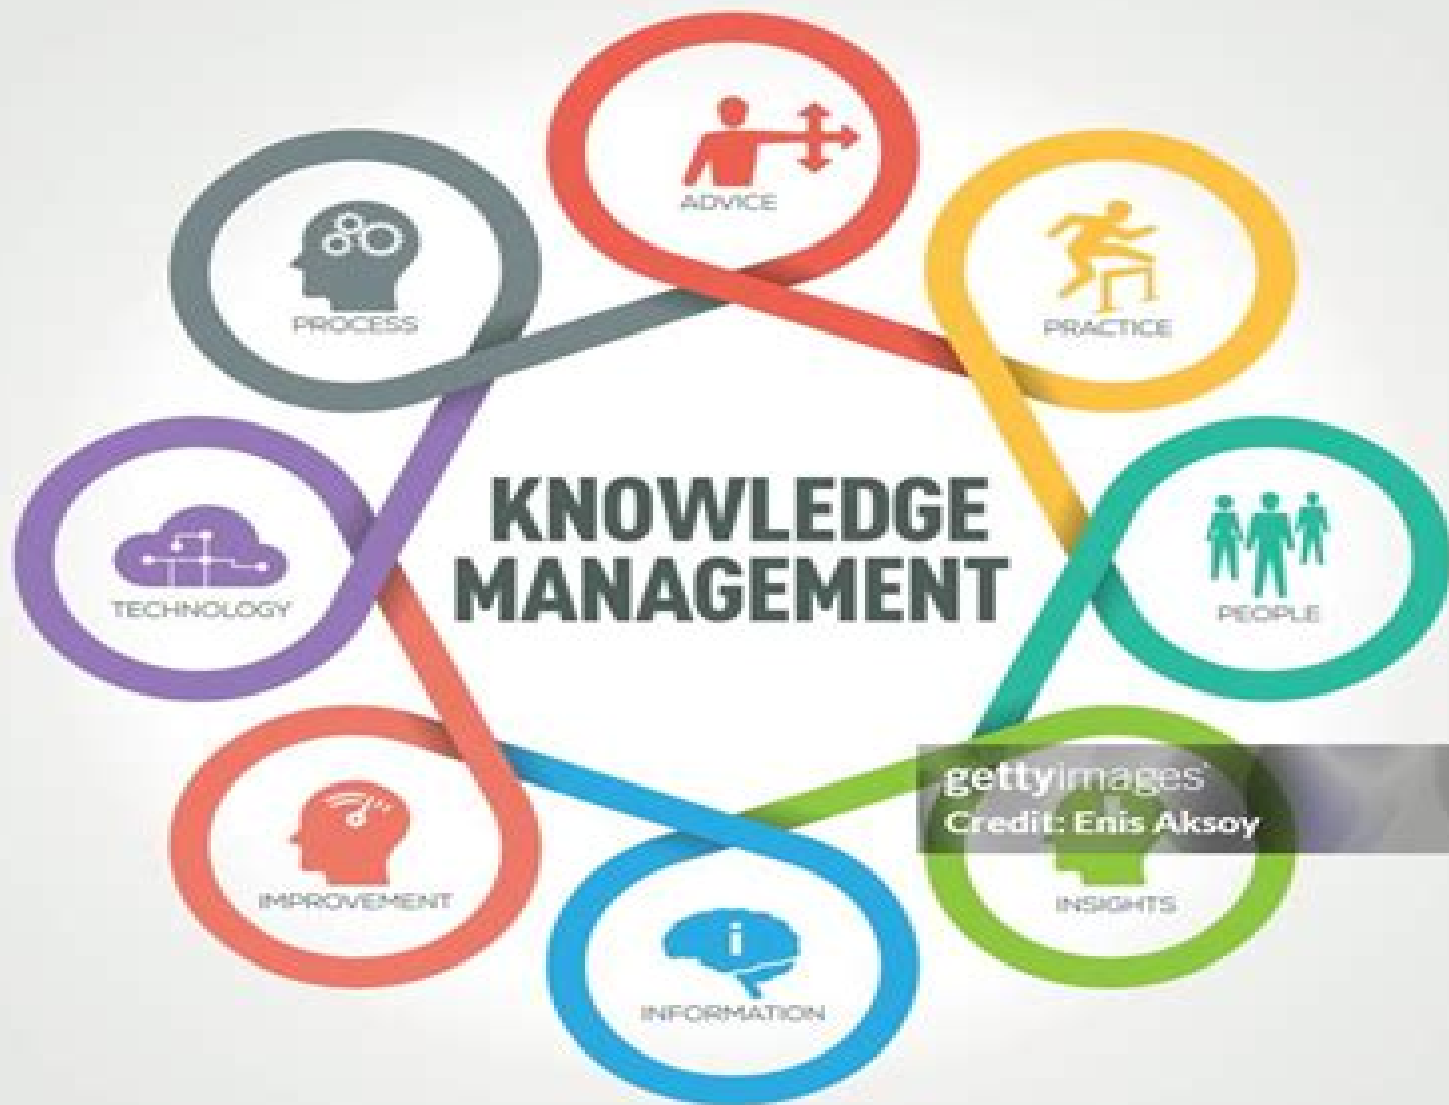 ADVICE
PROCESS
PRACTICE
KNOWLEDGE
MANAGEMENT
TECHNOLOGY
PEOPLE
gettyimages
Credit: Enis Aksoy
IMPROVEMENT
INSIGHTS
i
INFORMATION